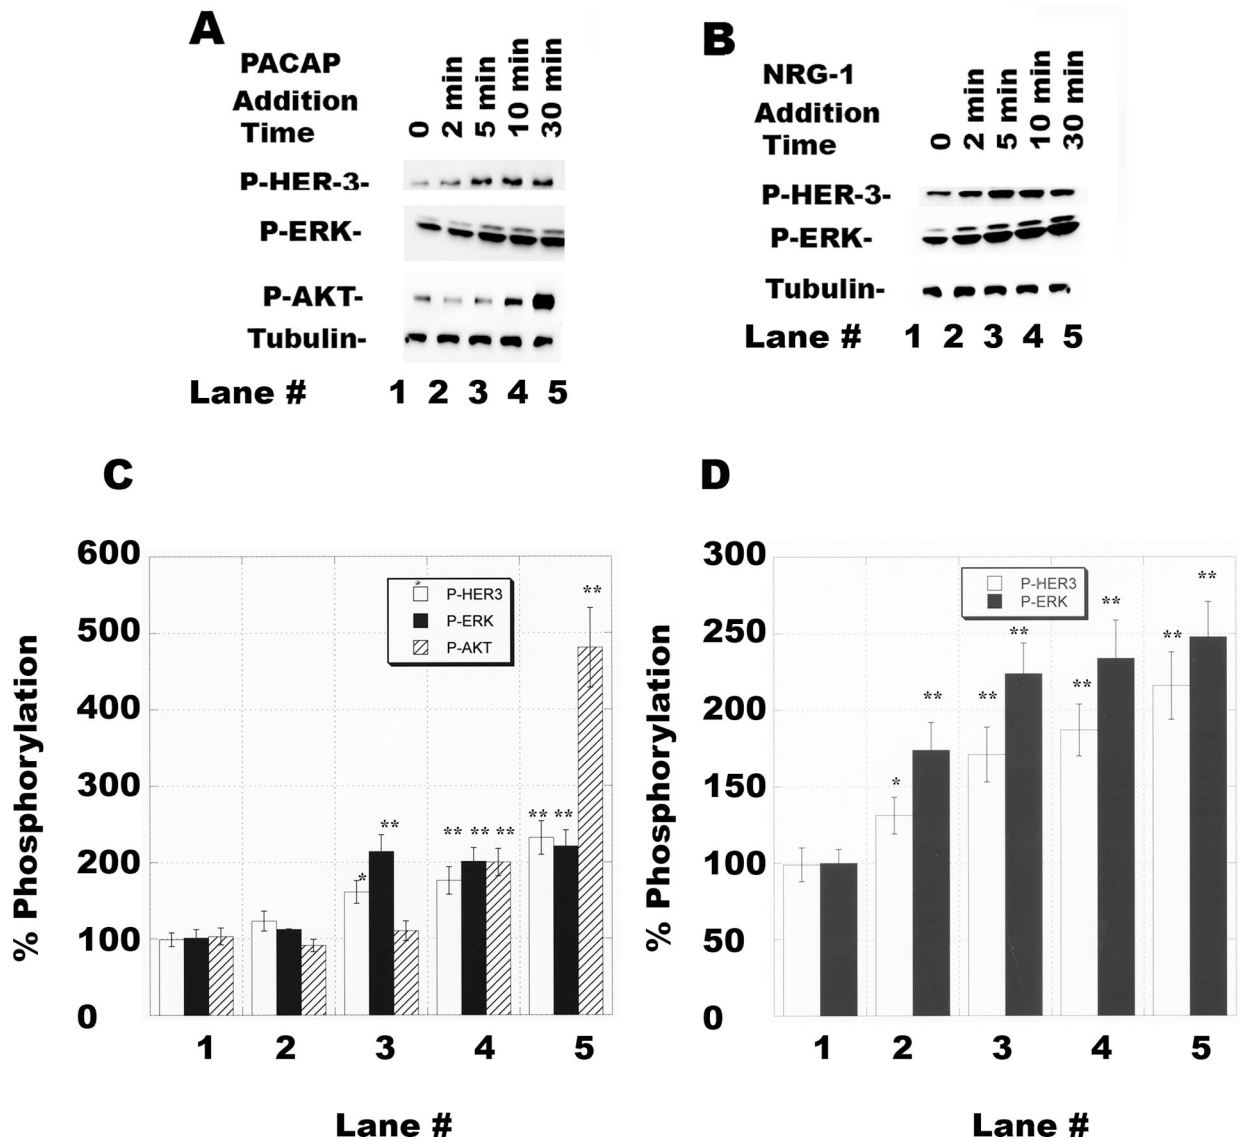 A
PACAP
Addition
Time
0
2 min
5 min
10 min
30 min
P-HER-3-
P-ERK-
P-AKT-
Tubulin-
Lane # 1 2 3 4 5
B
NRG-1
Addition
Time
0
2 min
5 min
10 min
30 min
P-HER-3-
P-ERK-
Tubulin-
Lane # 1 2 3 4 5
C
% Phosphorylation
600
500
400
300
200
100
0
* P-HER3
P-ERK
P-AKT
*
**
** ** **
** **
**
1 2 3 4 5
Lane #
D
% Phosphorylation
300
250
200
150
100
50
0
P-HER3
P-ERK
*
**
**
**
**
**
**
**
1 2 3 4 5
Lane #